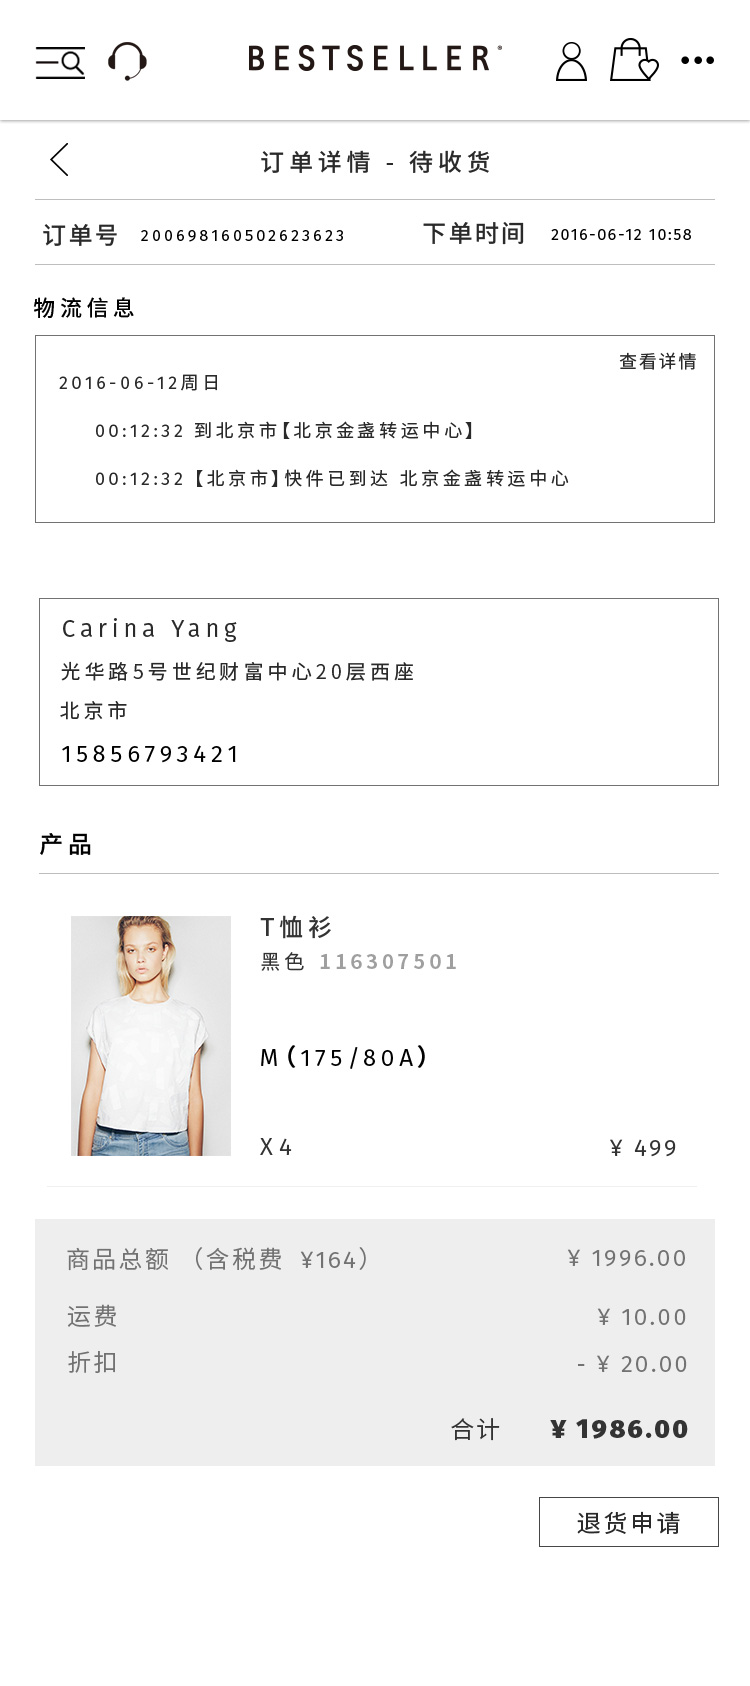 BESTSELLER®
订单详情 - 待收货
订单号 200698160502623623 下单时间 2016-06-12 10:58
物流信息
查看详情
2016-06-12周日
00:12:32 到北京市【北京金盏转运中心】
00:12:32 【北京市】快件已到达 北京金盏转运中心
Carina Yang
光华路5号世纪财富中心20层西座
北京市
15856793421
产品
T恤衫
黑色 116307501
M(175/80A)
X4 ¥ 499
商品总额 （含税费 ¥164） ¥ 1996.00
运费 ¥ 10.00
折扣 - ¥ 20.00
合计 ¥ 1986.00
退货申请